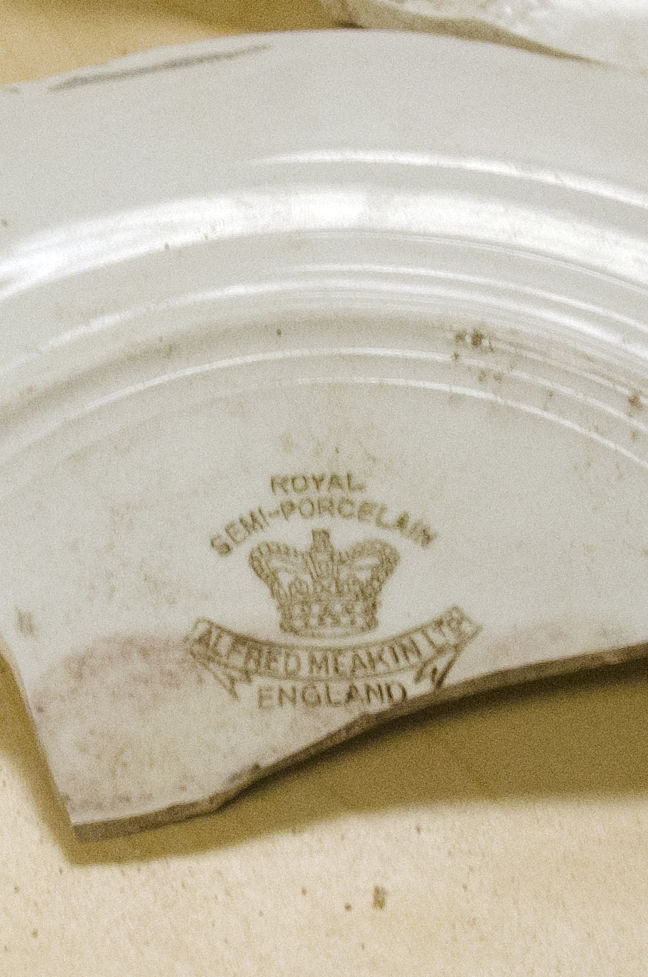 ROYAL
SEMI-PORCELAIN
ALFRED MEAKIN LTD
ENGLAND